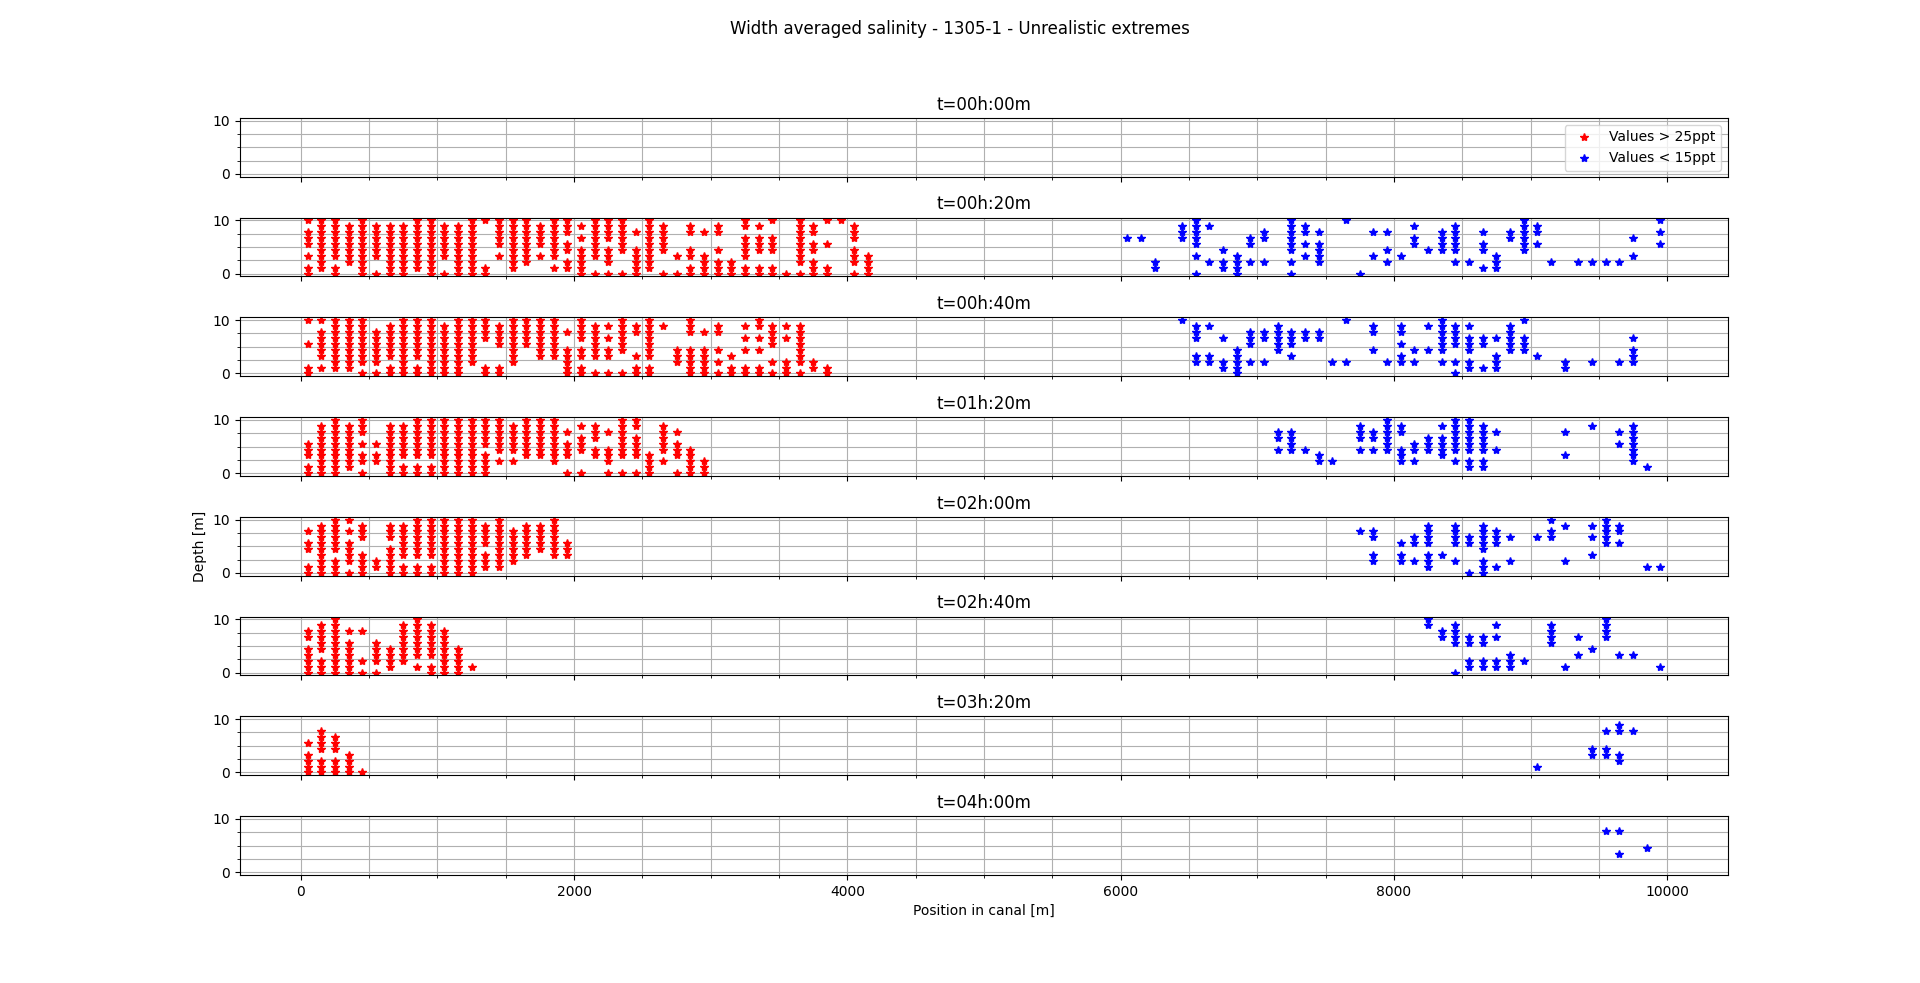 Width averaged salinity - 1305-1 - Unrealistic extremes
t=00h:00m
10
0
Values > 25ppt
Values < 15ppt
t=00h:20m
10
0
t=00h:40m
10
0
t=01h:20m
10
0
t=02h:00m
10
0
Depth [m]
t=02h:40m
10
0
t=03h:20m
10
0
t=04h:00m
10
0
0 2000 4000 6000 8000 10000
Position in canal [m]